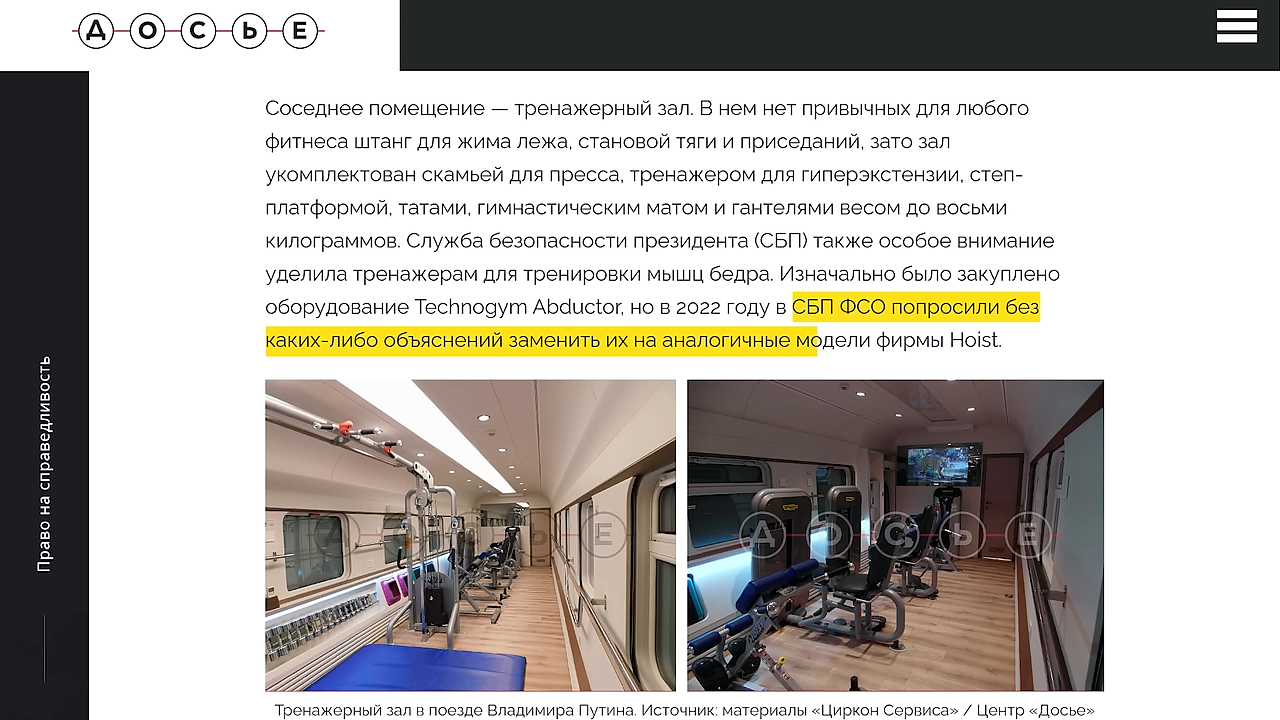 ДОСЬЕ
Соседнее помещение — тренажерный зал. В нем нет привычных для любого
фитнеса штанг для жима лежа, становой тяги и приседаний, зато зал
укомплектован скамьей для пресса, тренажером для гиперэкстензии, степ-
платформой, татами, гимнастическим матом и гантелями весом до восьми
килограммов. Служба безопасности президента (СБП) также особое внимание
уделила тренажерам для тренировки мышц бедра. Изначально было закуплено
оборудование Technogym Abductor, но в 2022 году в СБП ФСО попросили без
каких-либо объяснений заменить их на аналогичные модели фирмы Hoist.
Право на справедливость
ДОСЬЕ
ДОСЬЕ
Тренажерный зал в поезде Владимира Путина. Источник: материалы «Циркон Сервиса» / Центр «Досье»